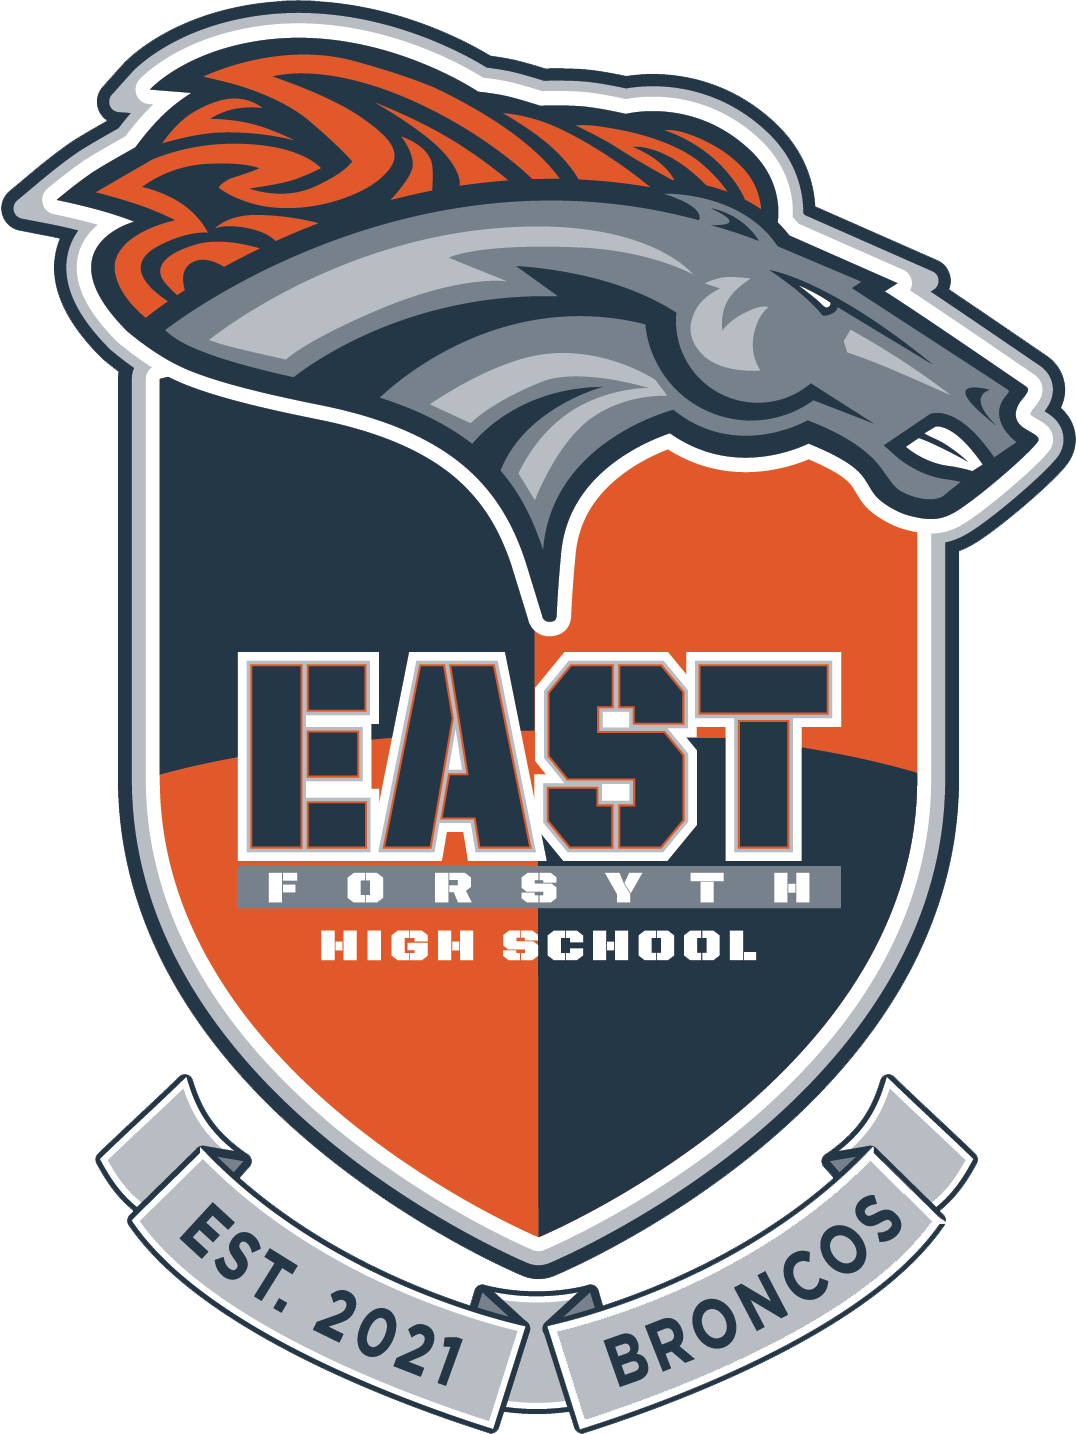 EAST
FORSYTH
HIGH SCHOOL
EST. 2021
BRONCOS